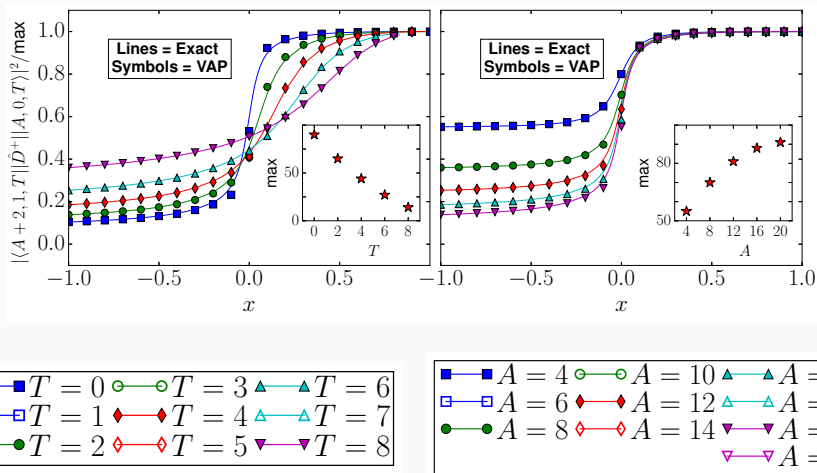 |⟨A + 2, 1, T||D̂⁺||A, 0, T⟩|²/max
1.0
0.8
0.6
0.4
0.2
0.0
Lines = Exact
Symbols = VAP
max
50
0
0 2 4 6 8
T
−1.0 −0.5 0.0 0.5
x
Lines = Exact
Symbols = VAP
max
80
50
4 8 12 16 20
A
−1.0 −0.5 0.0 0.5 1.0
x
T = 0 T = 3 T = 6
T = 1 T = 4 T = 7
T = 2 T = 5 T = 8
A = 4 A = 10 A =
A = 6 A = 12 A =
A = 8 A = 14 A =
A =